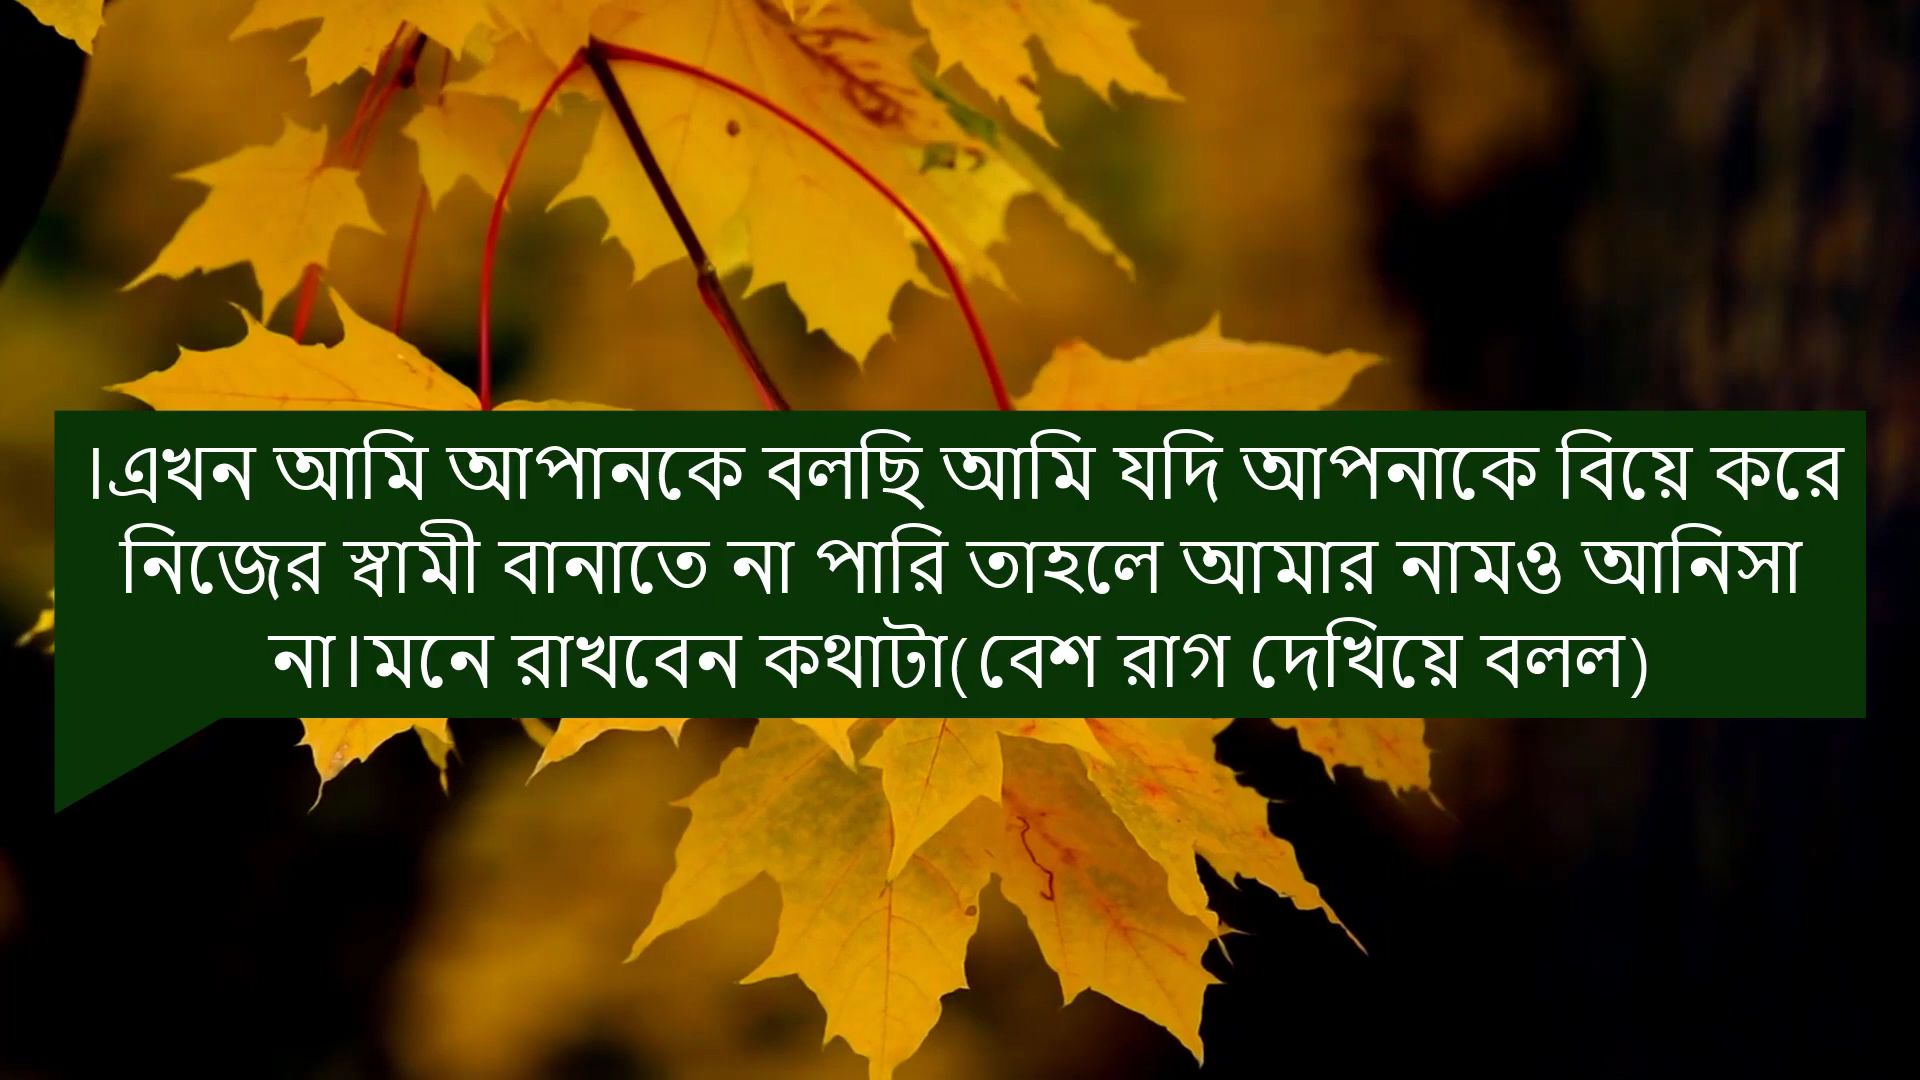 ।এখন আমি আপানকে বলছি আমি যদি আপনাকে বিয়ে করে
নিজের স্বামী বানাতে না পারি তাহলে আমার নামও আনিসা
না।মনে রাখবেন কথাটা(বেশ রাগ দেখিয়ে বলল)